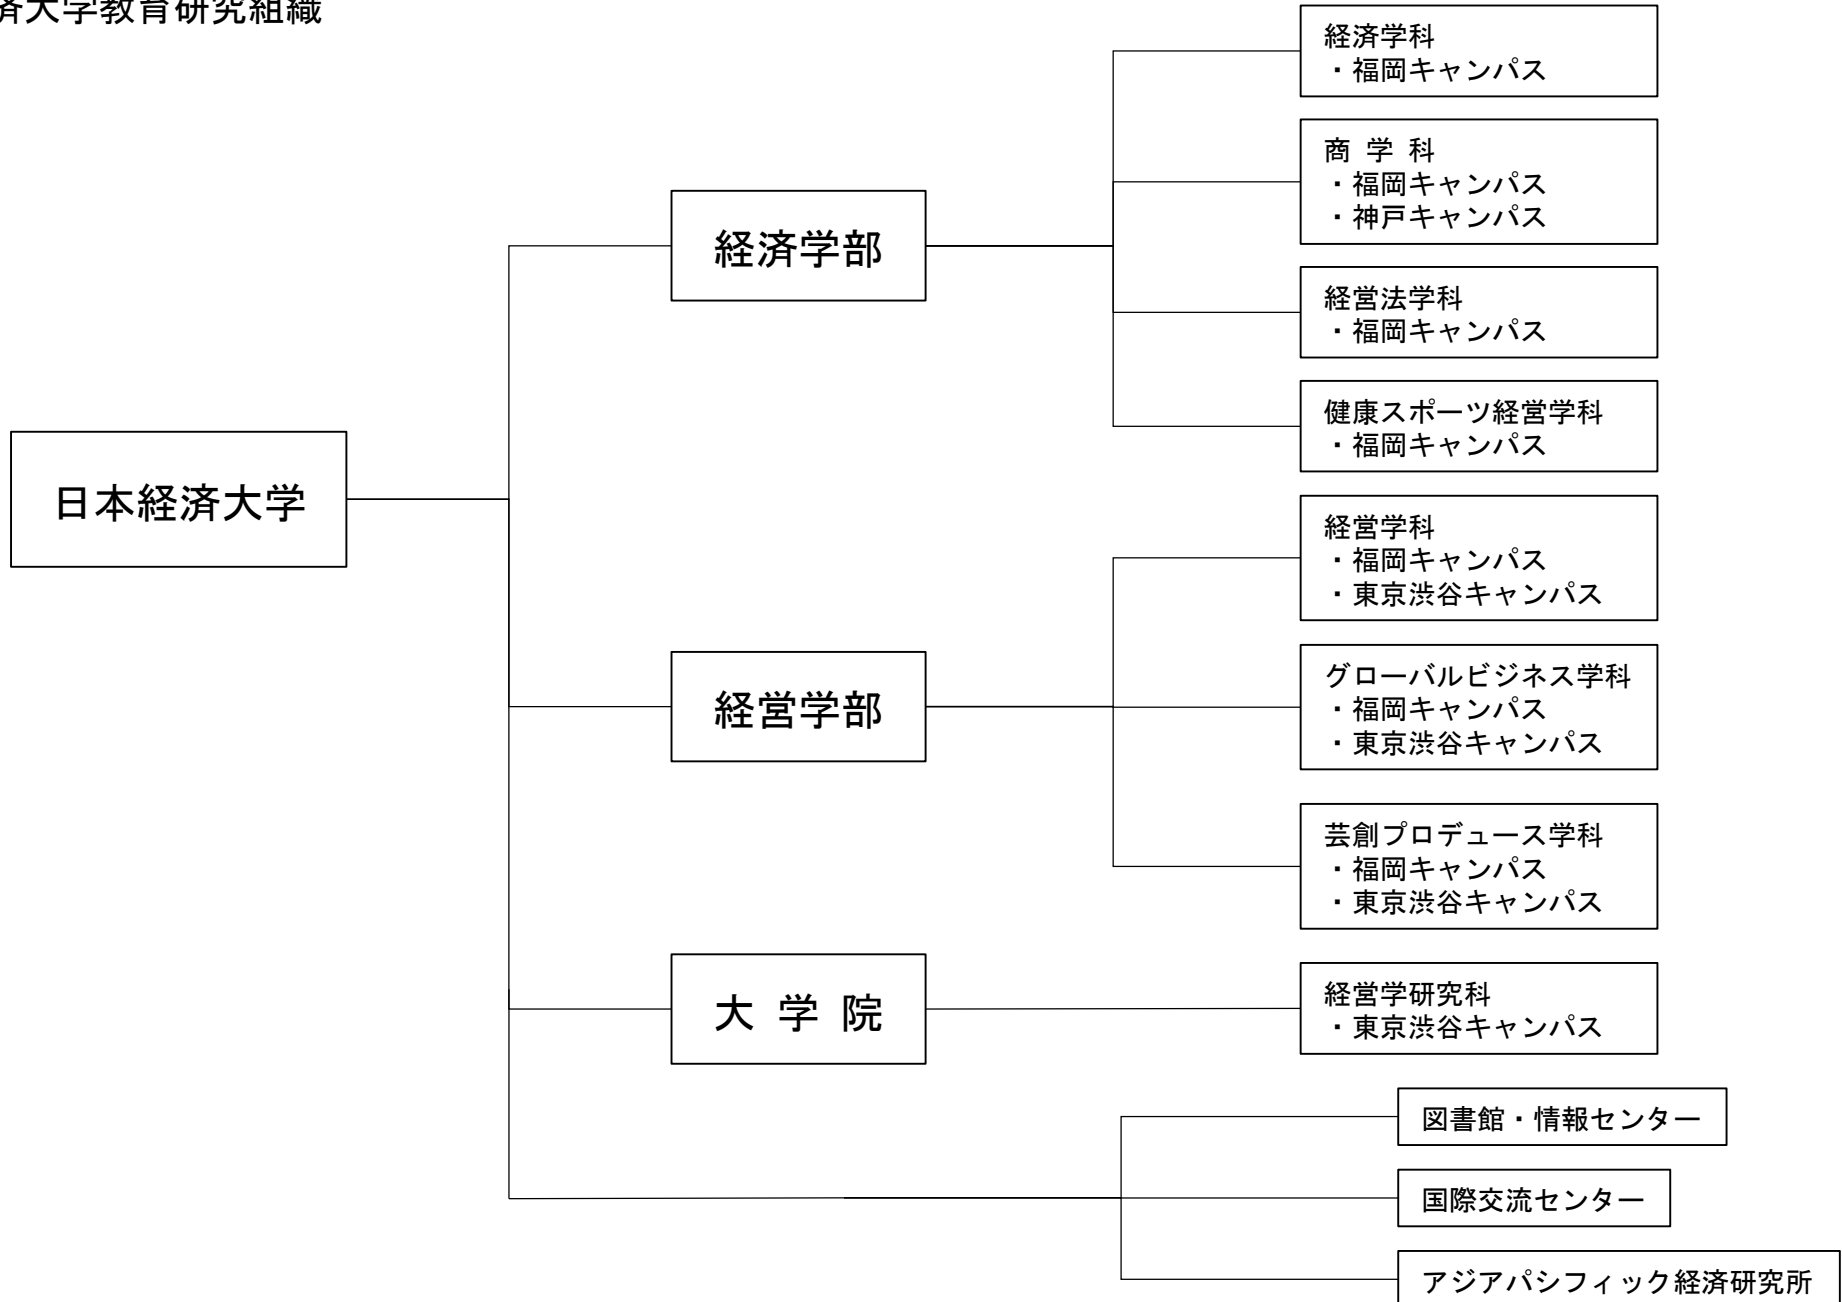 済大学教育研究組織
経済学科
・福岡キャンパス
商 学 科
・福岡キャンパス
・神戸キャンパス
経済学部
経営法学科
・福岡キャンパス
健康スポーツ経営学科
・福岡キャンパス
日本経済大学
経営学科
・福岡キャンパス
・東京渋谷キャンパス
グローバルビジネス学科
・福岡キャンパス
・東京渋谷キャンパス
経営学部
芸創プロデュース学科
・福岡キャンパス
・東京渋谷キャンパス
大 学 院
経営学研究科
・東京渋谷キャンパス
図書館・情報センター
国際交流センター
アジアパシフィック経済研究所